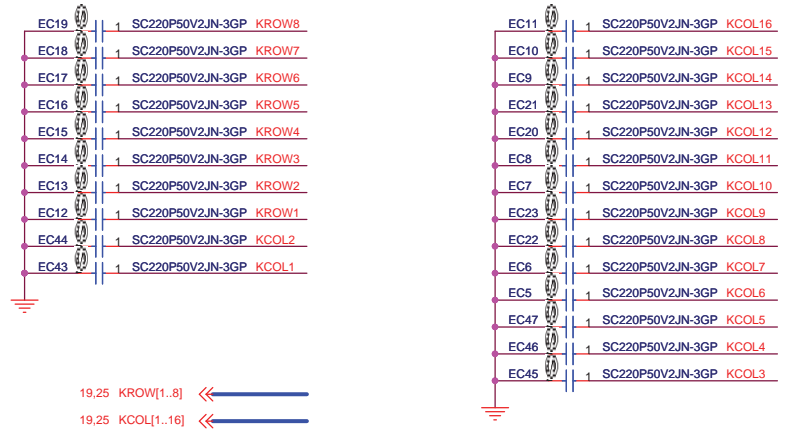 EC19 1 SC220P50V2JN-3GP KROW8
EC18 1 SC220P50V2JN-3GP KROW7
EC17 1 SC220P50V2JN-3GP KROW6
EC16 1 SC220P50V2JN-3GP KROW5
EC15 1 SC220P50V2JN-3GP KROW4
EC14 1 SC220P50V2JN-3GP KROW3
EC13 1 SC220P50V2JN-3GP KROW2
EC12 1 SC220P50V2JN-3GP KROW1
EC44 1 SC220P50V2JN-3GP KCOL2
EC43 1 SC220P50V2JN-3GP KCOL1
19,25 KROW[1..8]
19,25 KCOL[1..16]
EC11 1 SC220P50V2JN-3GP KCOL16
EC10 1 SC220P50V2JN-3GP KCOL15
EC9 1 SC220P50V2JN-3GP KCOL14
EC21 1 SC220P50V2JN-3GP KCOL13
EC20 1 SC220P50V2JN-3GP KCOL12
EC8 1 SC220P50V2JN-3GP KCOL11
EC7 1 SC220P50V2JN-3GP KCOL10
EC23 1 SC220P50V2JN-3GP KCOL9
EC22 1 SC220P50V2JN-3GP KCOL8
EC6 1 SC220P50V2JN-3GP KCOL7
EC5 1 SC220P50V2JN-3GP KCOL6
EC47 1 SC220P50V2JN-3GP KCOL5
EC46 1 SC220P50V2JN-3GP KCOL4
EC45 1 SC220P50V2JN-3GP KCOL3